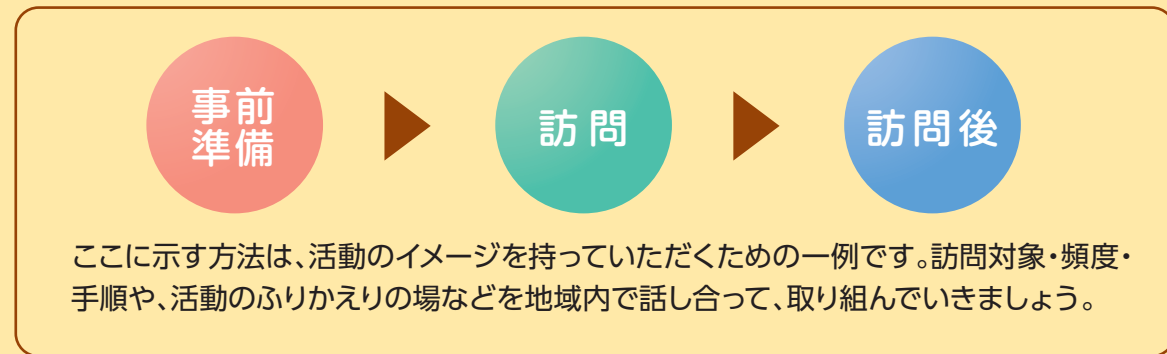 事前
準備
訪問
訪問後
ここに示す方法は、活動のイメージを持っていただくための一例です。訪問対象・頻度・
手順や、活動のふりかえりの場などを地域内で話し合って、取り組んでいきましょう。